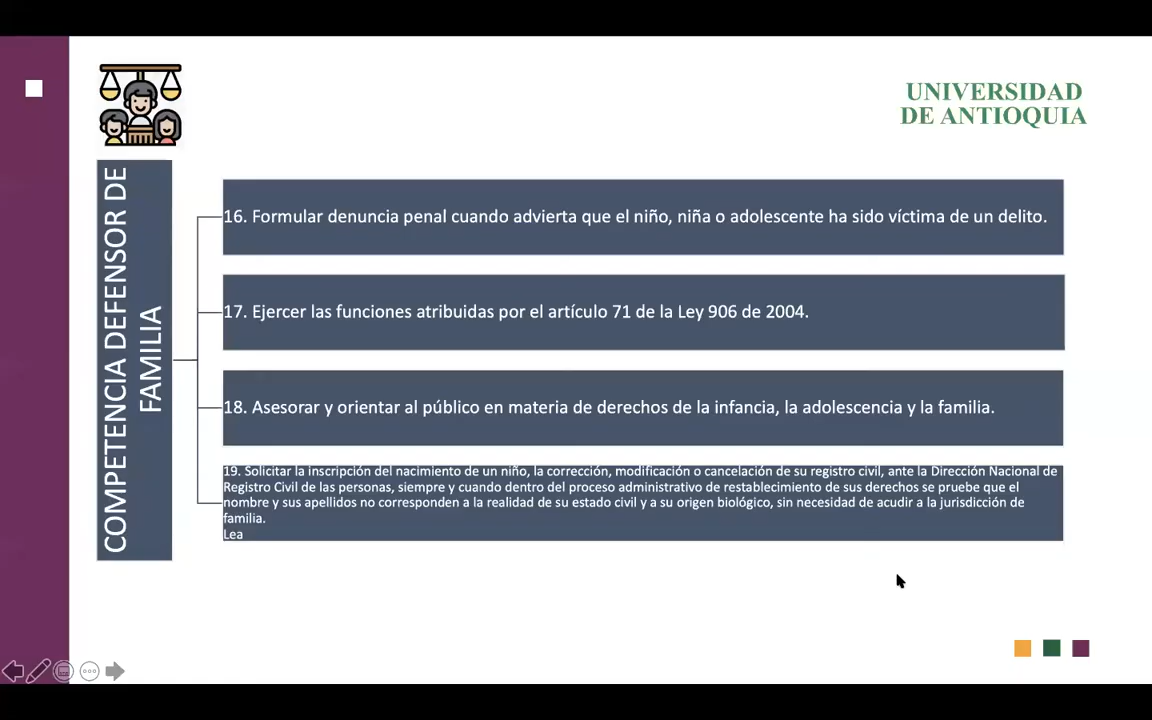 UNIVERSIDAD
DE ANTIOQUIA
COMPETENCIA DEFENSOR DE
FAMILIA
16. Formular denuncia penal cuando advierta que el niño, niña o adolescente ha sido víctima de un delito.
17. Ejercer las funciones atribuidas por el artículo 71 de la Ley 906 de 2004.
18. Asesorar y orientar al público en materia de derechos de la infancia, la adolescencia y la familia.
19. Solicitar la inscripción del nacimiento de un niño, la corrección, modificación o cancelación de su registro civil, ante la Dirección Nacional de
Registro Civil de las personas, siempre y cuando dentro del proceso administrativo de restablecimiento de sus derechos se pruebe que el
nombre y sus apellidos no corresponden a la realidad de su estado civil y a su origen biológico, sin necesidad de acudir a la jurisdicción de
familia.
Lea